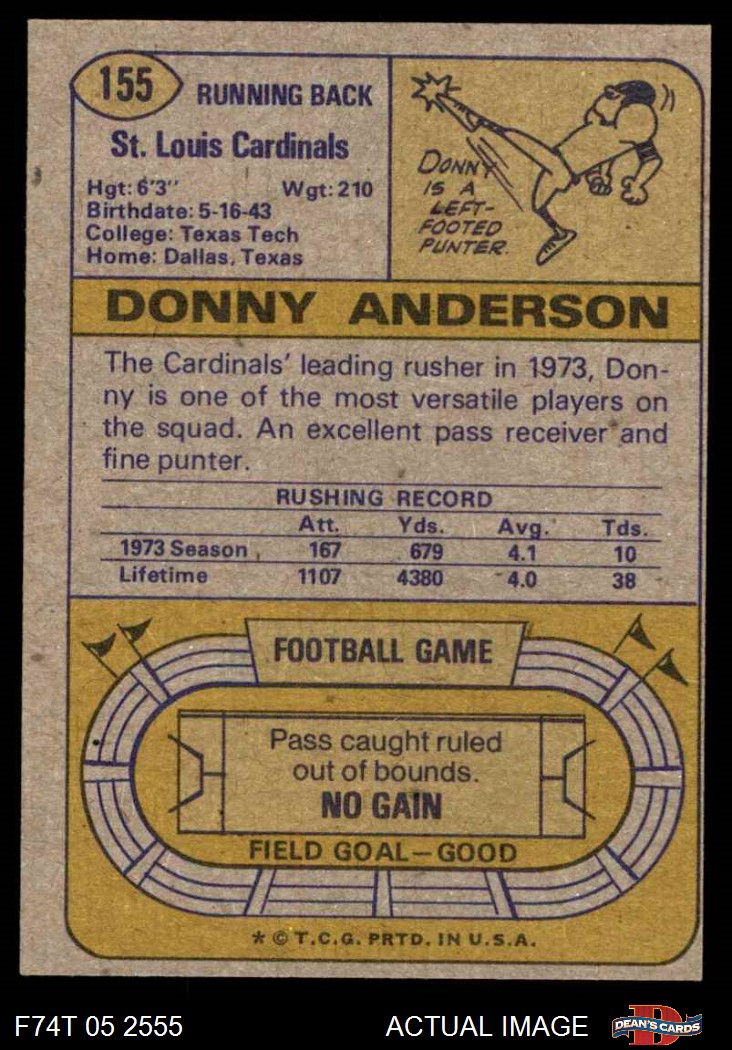 155
RUNNING BACK
St. Louis Cardinals
Hgt: 6'3" Wgt: 210
Birthdate: 5-16-43
College: Texas Tech
Home: Dallas, Texas
DONNY
IS A
LEFT-
FOOTED
PUNTER.
DONNY ANDERSON
The Cardinals' leading rusher in 1973, Don-
ny is one of the most versatile players on
the squad. An excellent pass receiver and
fine punter.
RUSHING RECORD
Att. Yds. Avg. Tds.
1973 Season 167 679 4.1 10
Lifetime 1107 4380 4.0 38
FOOTBALL GAME
Pass caught ruled
out of bounds.
NO GAIN
FIELD GOAL—GOOD
* © T.C.G. PRTD. IN U.S.A.
F74T 05 2555 ACTUAL IMAGE D DEAN'S CARDS